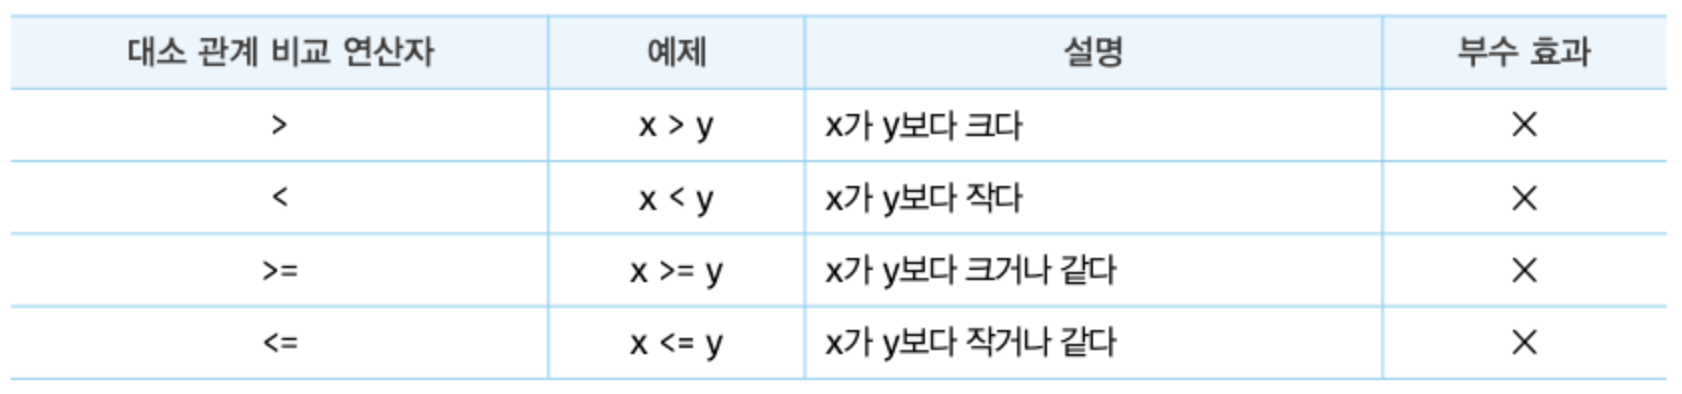 대소 관계 비교 연산자 예제 설명 부수 효과
> x > y x가 y보다 크다 ×
< x < y x가 y보다 작다 ×
>= x >= y x가 y보다 크거나 같다 ×
<= x <= y x가 y보다 작거나 같다 ×